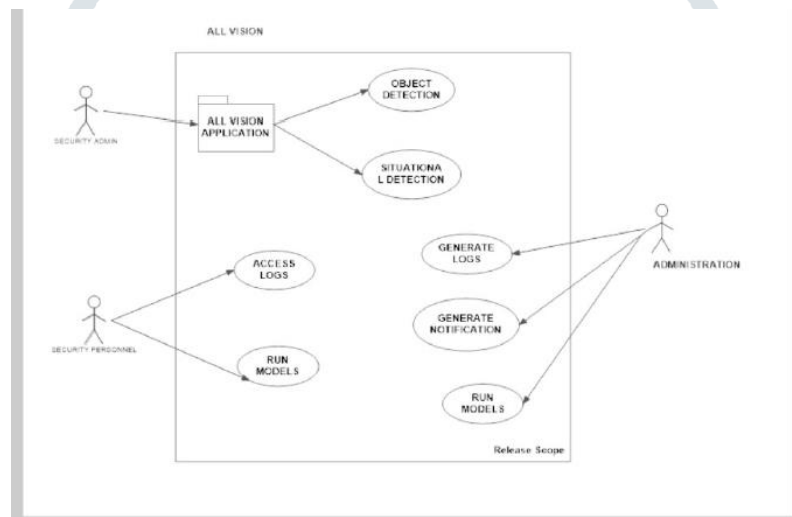 ALL VISION
OBJECT
DETECTION
ALL VISION
APPLICATION
SECURITY ADMIN
SITUATIONA
L DETECTION
GENERATE
LOGS
ADMINISTRATION
ACCESS
LOGS
GENERATE
NOTIFICATION
SECURITY PERSONNEL
RUN
MODELS
RUN
MODELS
Release Scope